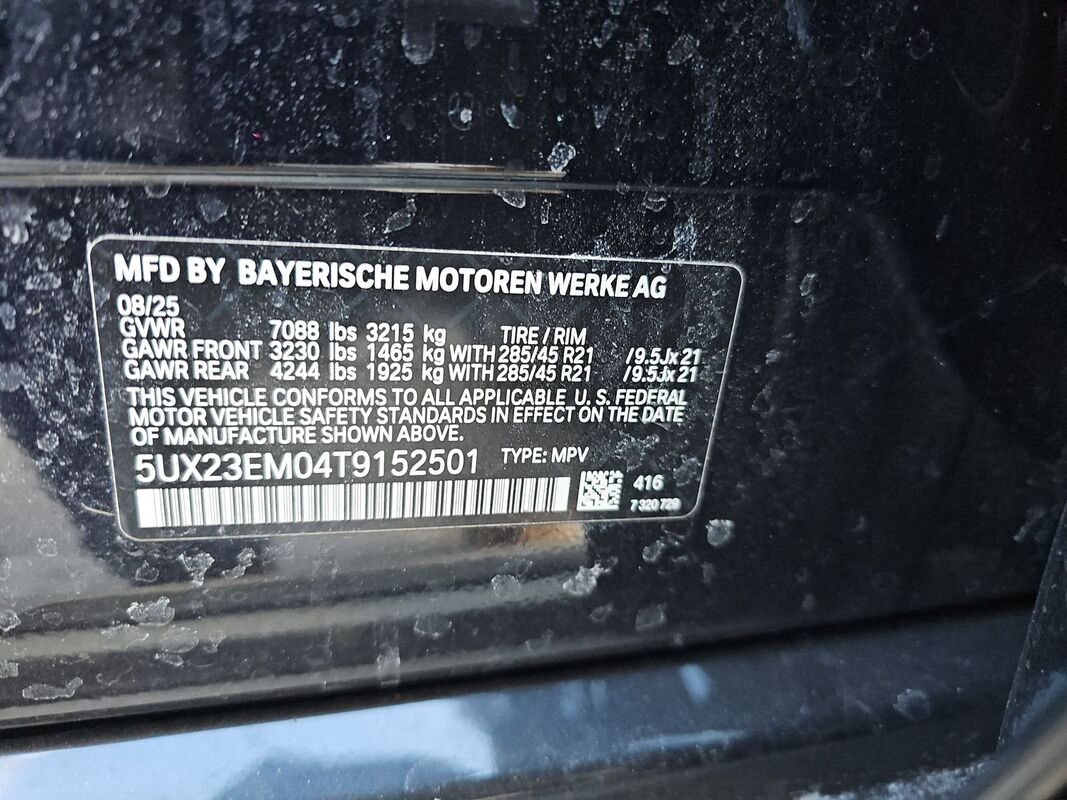 MFD BY BAYERISCHE MOTOREN WERKE AG
08/25
GVWR 7088 lbs 3215 kg TIRE / RIM
GAWR FRONT 3230 lbs 1465 kg WITH 285/45 R21 /9.5Jx21
GAWR REAR 4244 lbs 1925 kg WITH 285/45 R21 /9.5Jx21
THIS VEHICLE CONFORMS TO ALL APPLICABLE U. S. FEDERAL
MOTOR VEHICLE SAFETY STANDARDS IN EFFECT ON THE DATE
OF MANUFACTURE SHOWN ABOVE.
5UX23EM04T9152501 TYPE: MPV
416
7 320 729